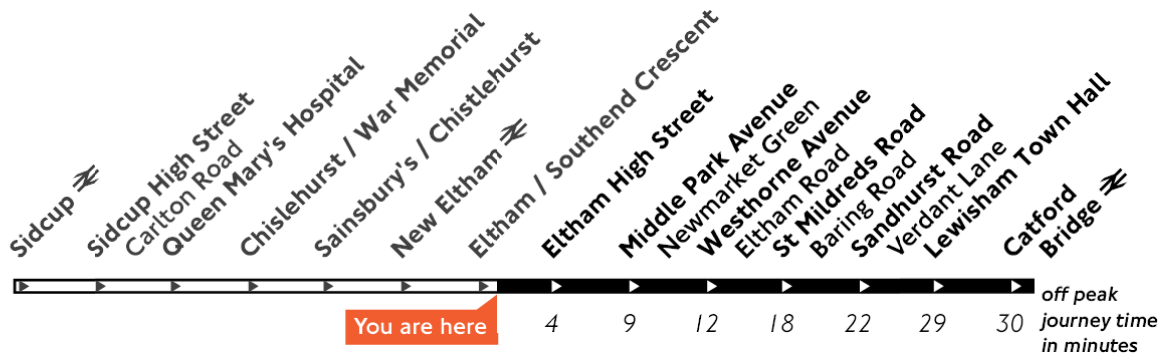 Sidcup
Sidcup High Street
Carlton Road
Queen Mary's Hospital
Chislehurst / War Memorial
Sainsbury's / Chistlehurst
New Eltham
Eltham / Southend Crescent
Eltham High Street
Middle Park Avenue
Newmarket Green
Westhorne Avenue
Eltham Road
St Mildreds Road
Baring Road
Sandhurst Road
Verdant Lane
Lewisham Town Hall
Catford
Bridge
You are here
4 9 12 18 22 29 30
off peak
journey time
in minutes